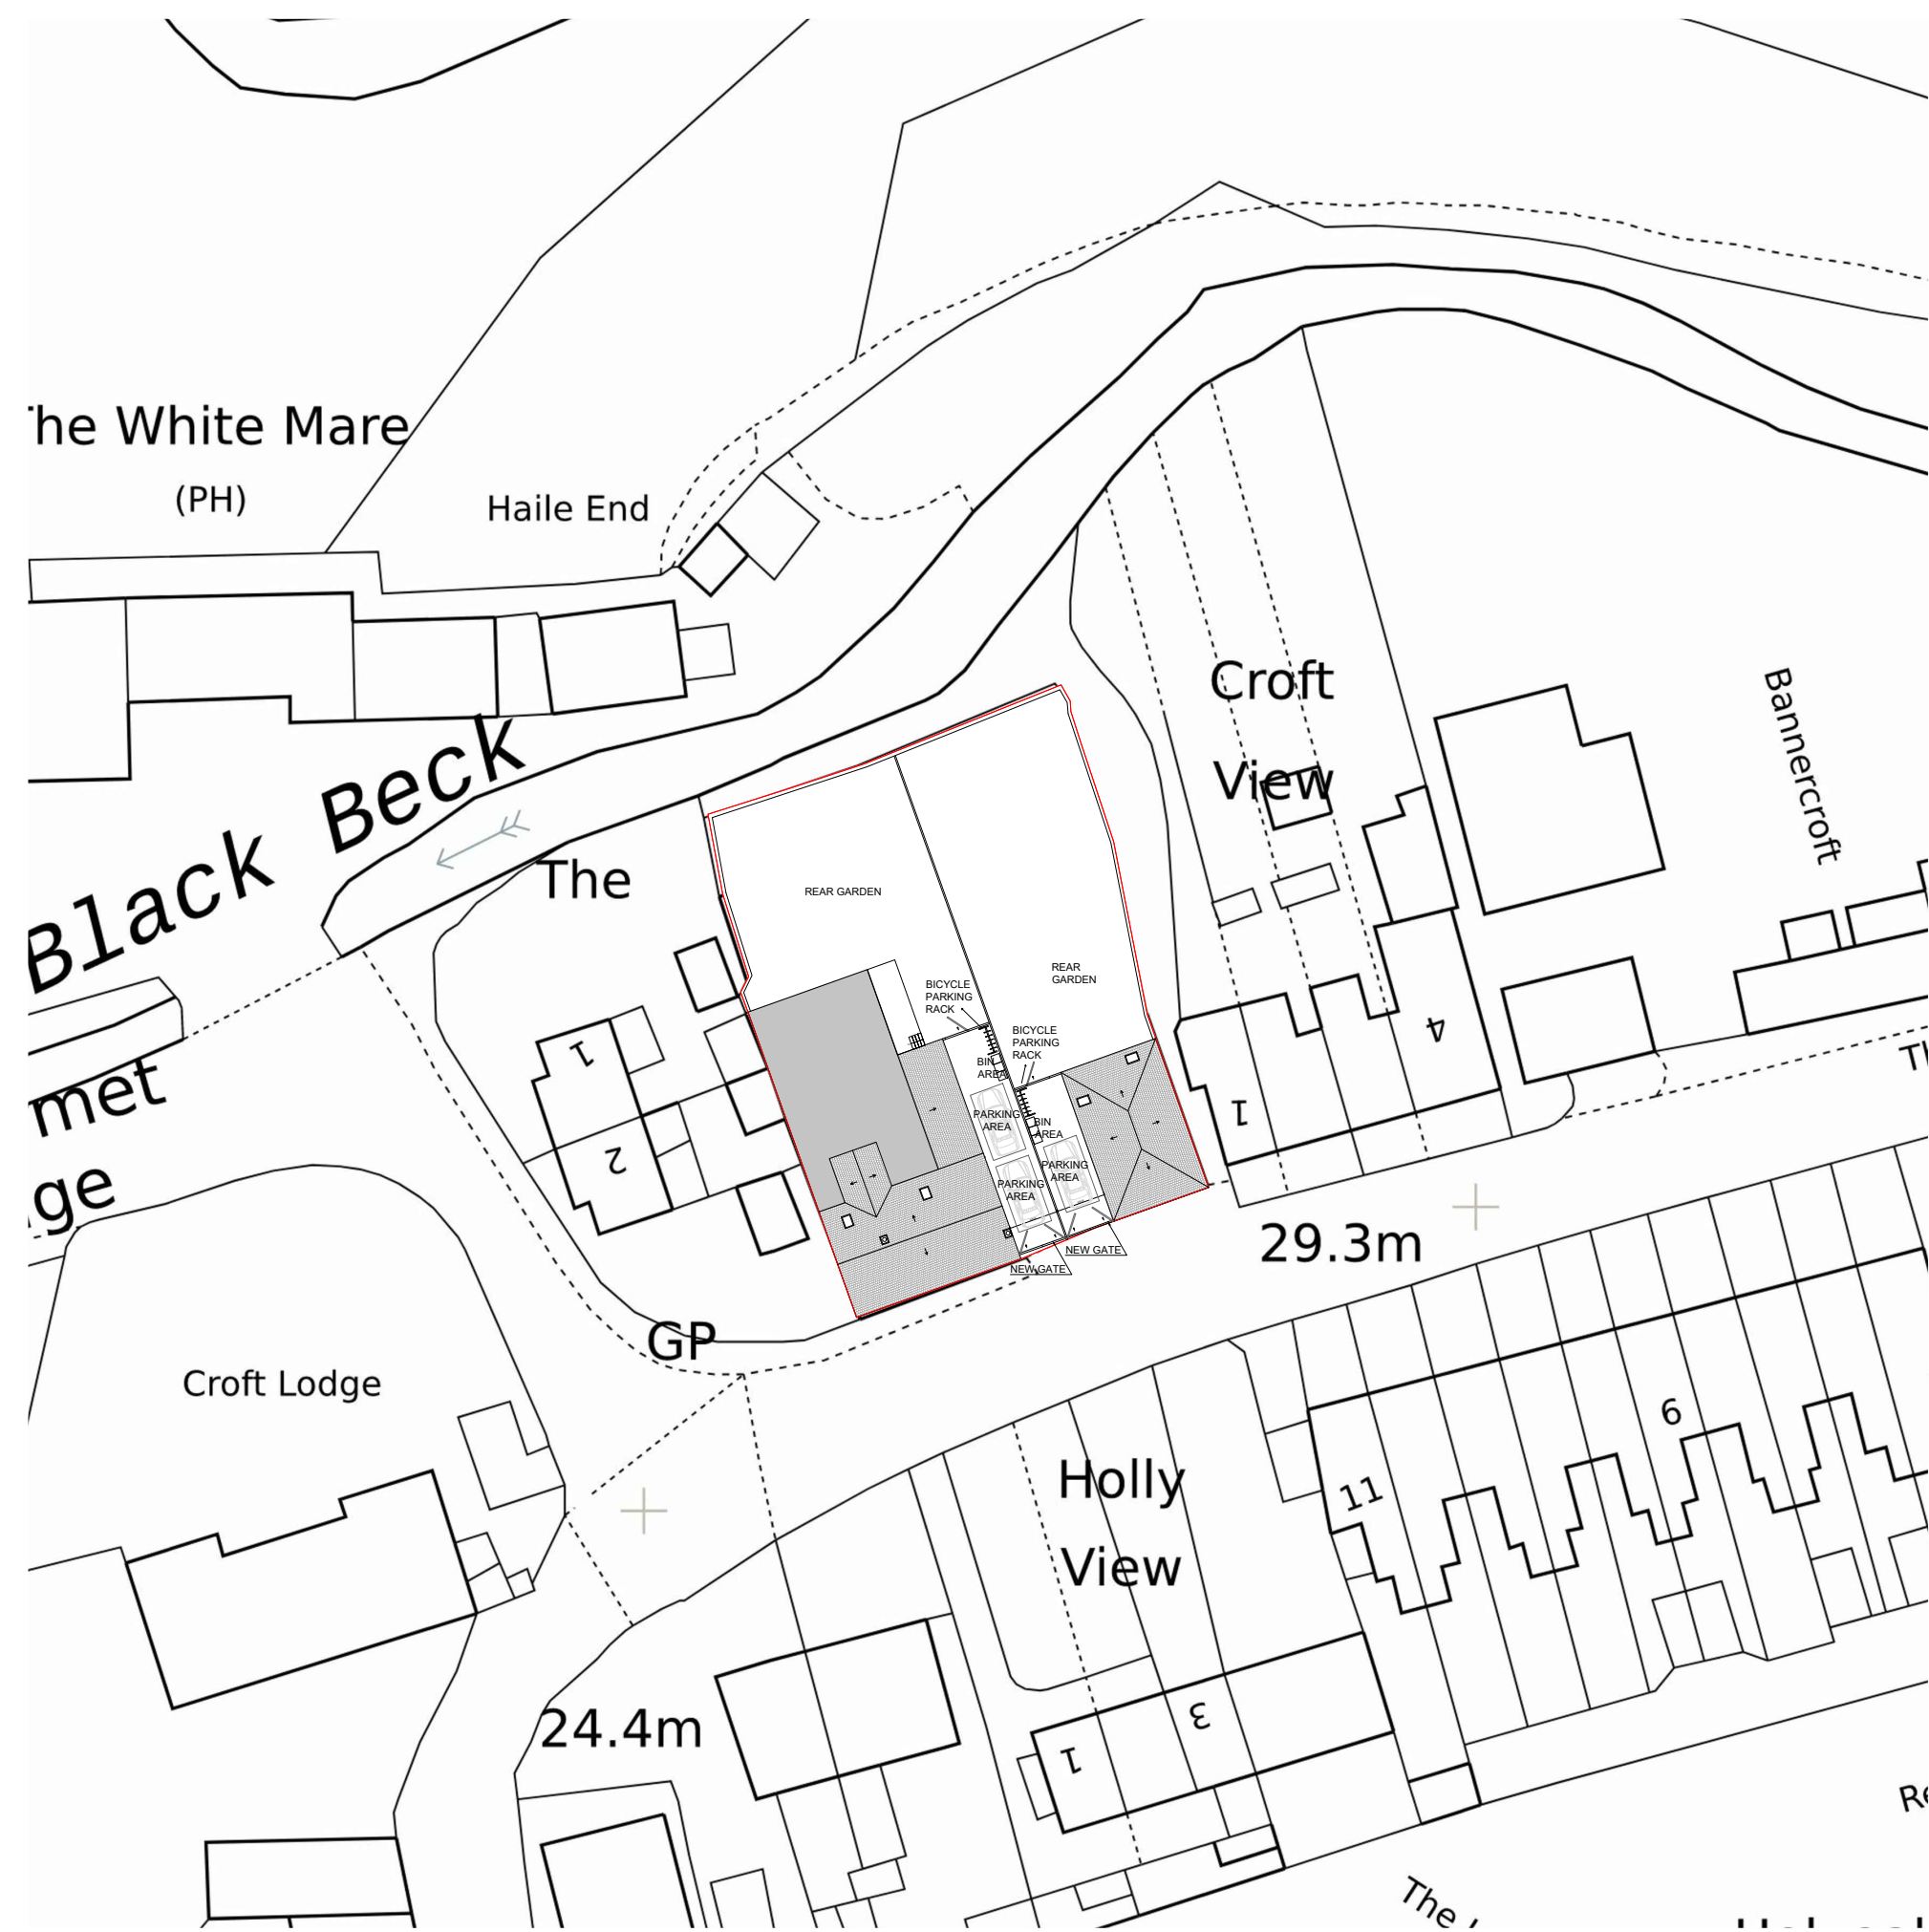 he White Mare
(PH)
Haile End
Croft
View
Bannercroft
Black Beck
The
REAR GARDEN
REAR
GARDEN
BICYCLE
PARKING
RACK
BICYCLE
PARKING
RACK
BIN
AREA
BIN
AREA
PARKING
AREA
PARKING
AREA
PARKING
AREA
NEW GATE
NEW GATE
1
2
4
1
met
ge
29.3m
GP
Croft Lodge
Holly
View
6
11
24.4m
3
1
The